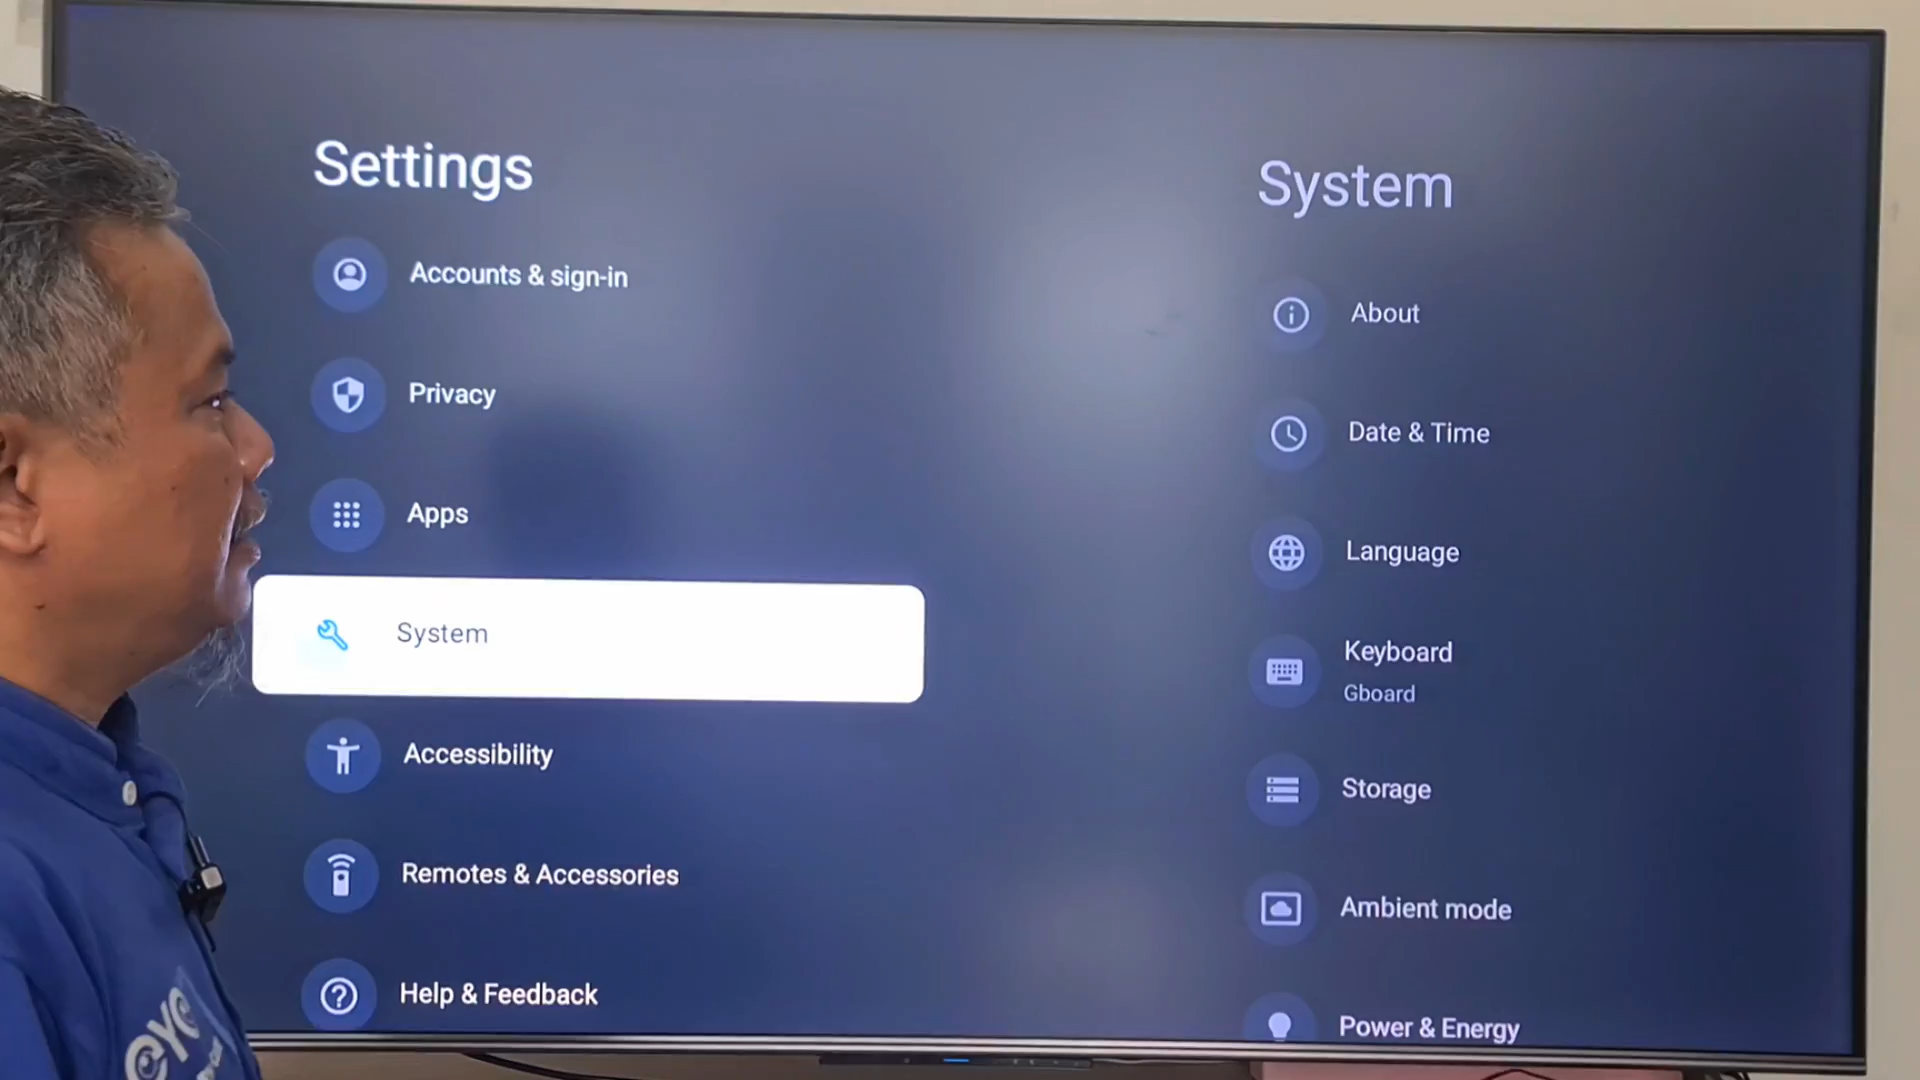 Settings
Accounts & sign-in
Privacy
Apps
System
Accessibility
Remotes & Accessories
Help & Feedback
System
About
Date & Time
Language
Keyboard
Gboard
Storage
Ambient mode
Power & Energy
eye